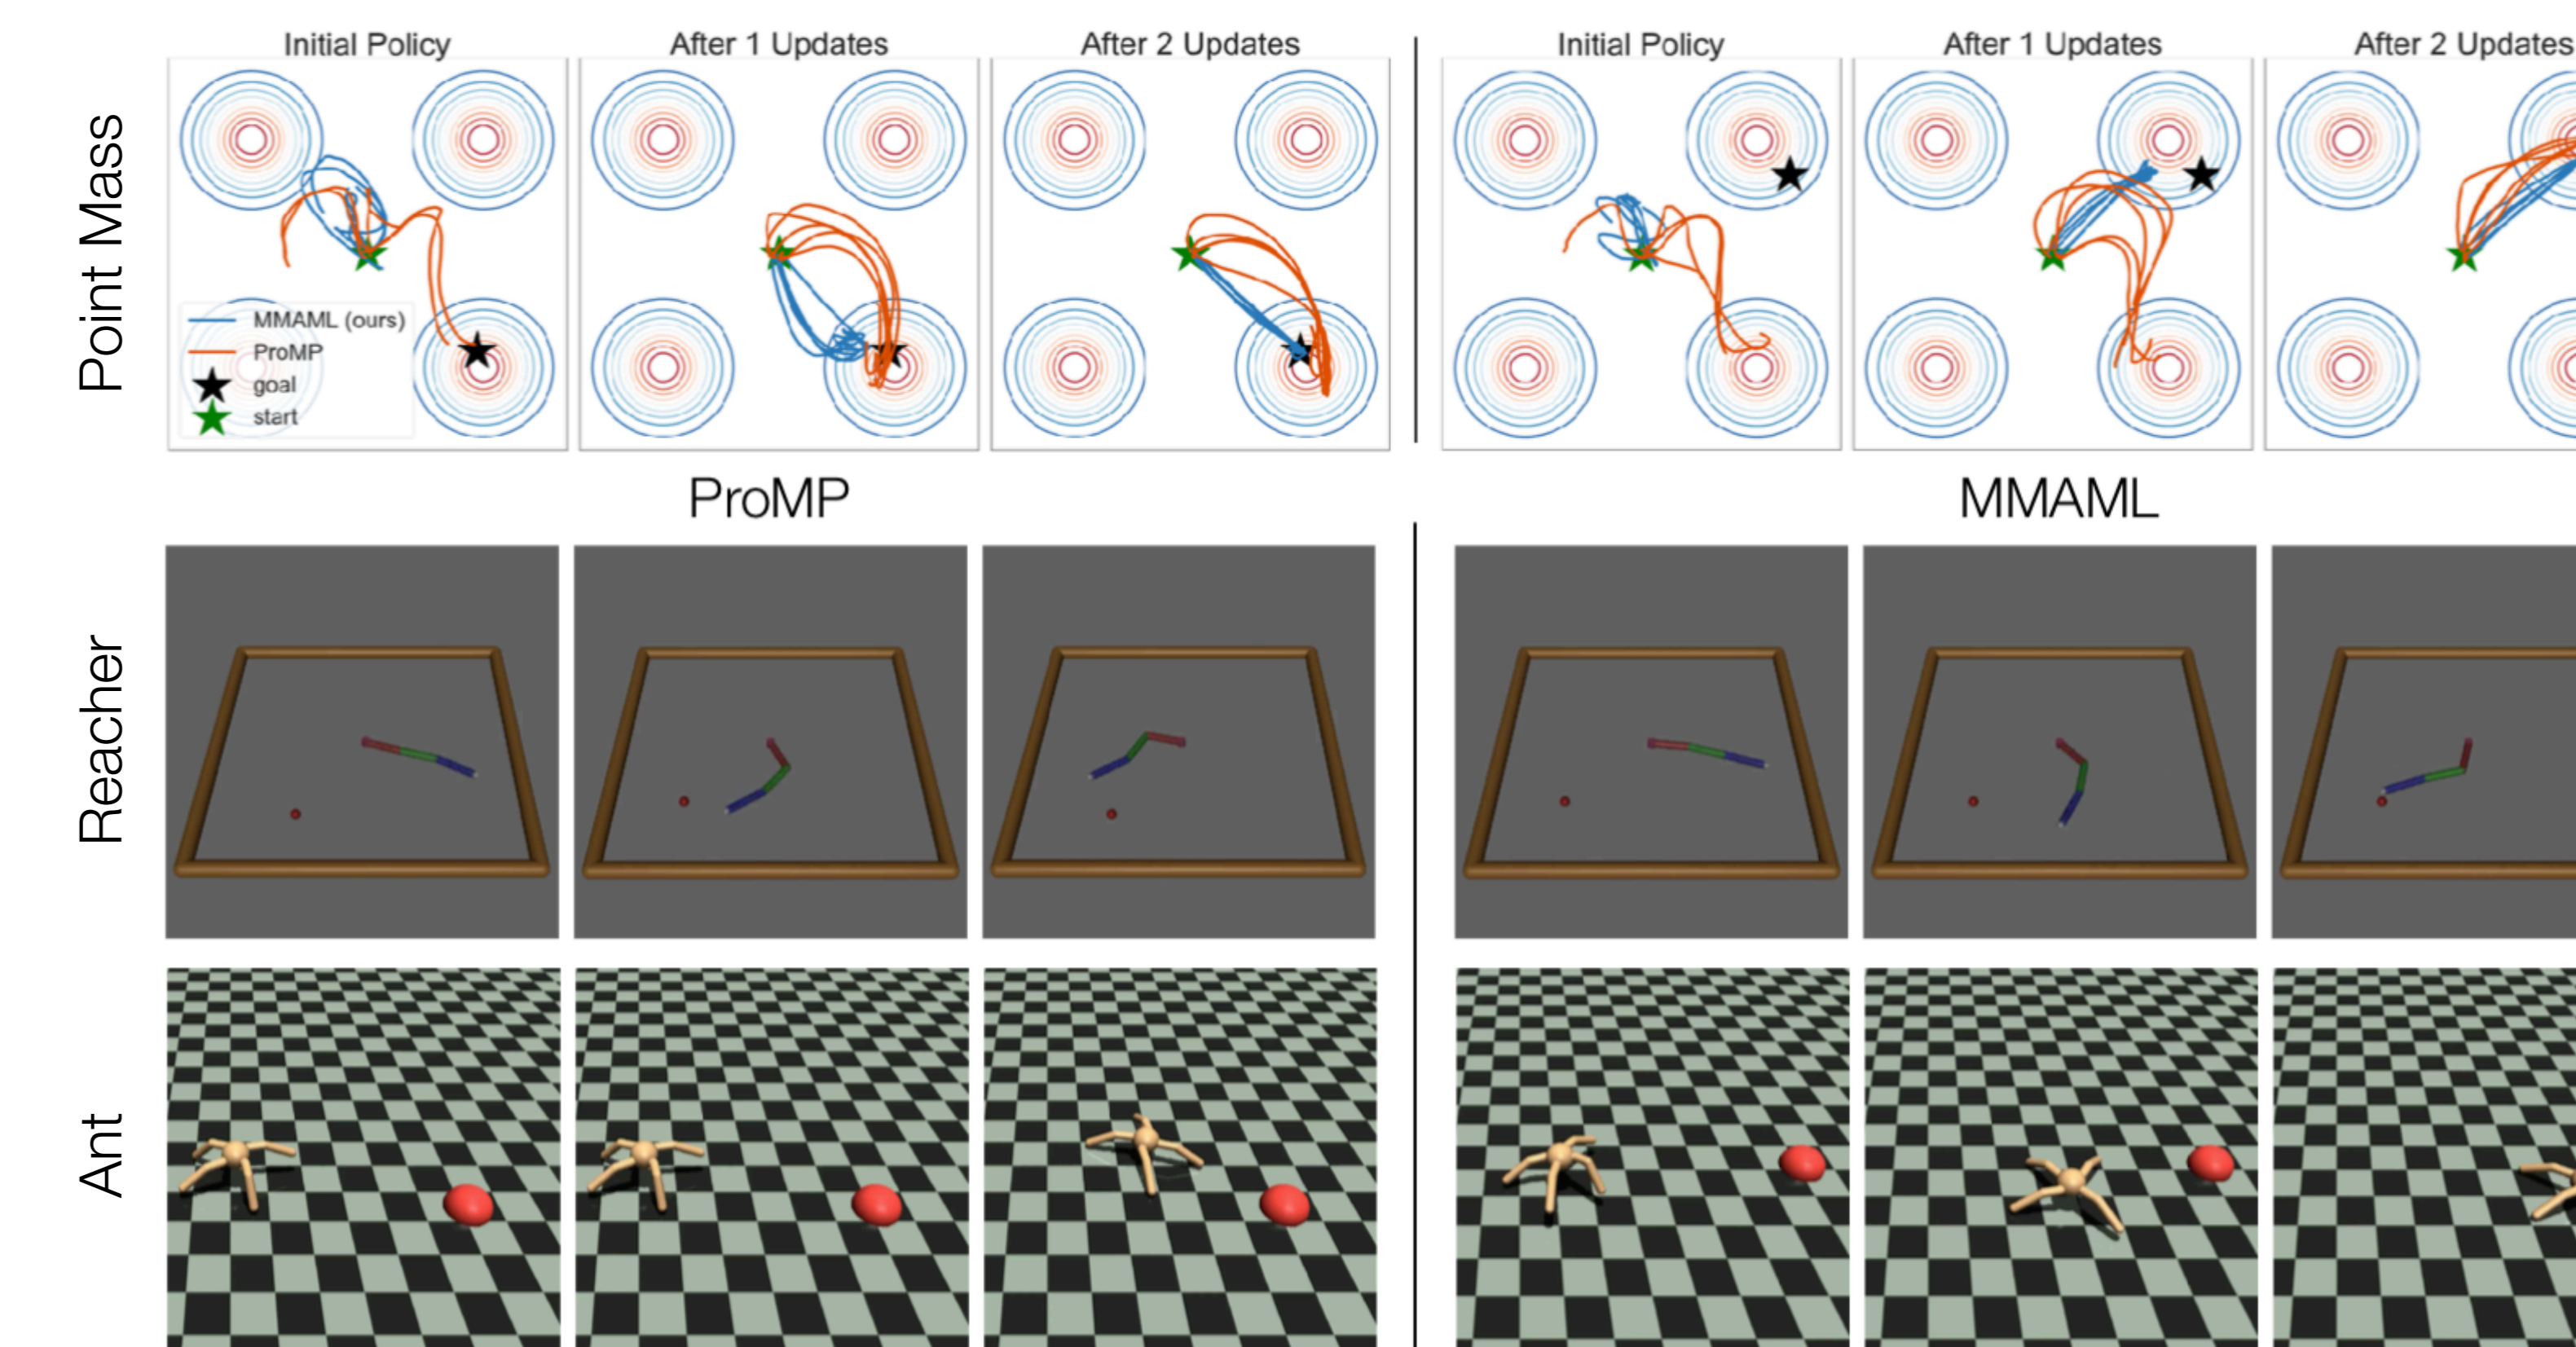 Initial Policy
After 1 Updates
After 2 Updates
Initial Policy
After 1 Updates
After 2 Updates
Point Mass
MMAML (ours)
ProMP
goal
start
ProMP
MMAML
Reacher
Ant